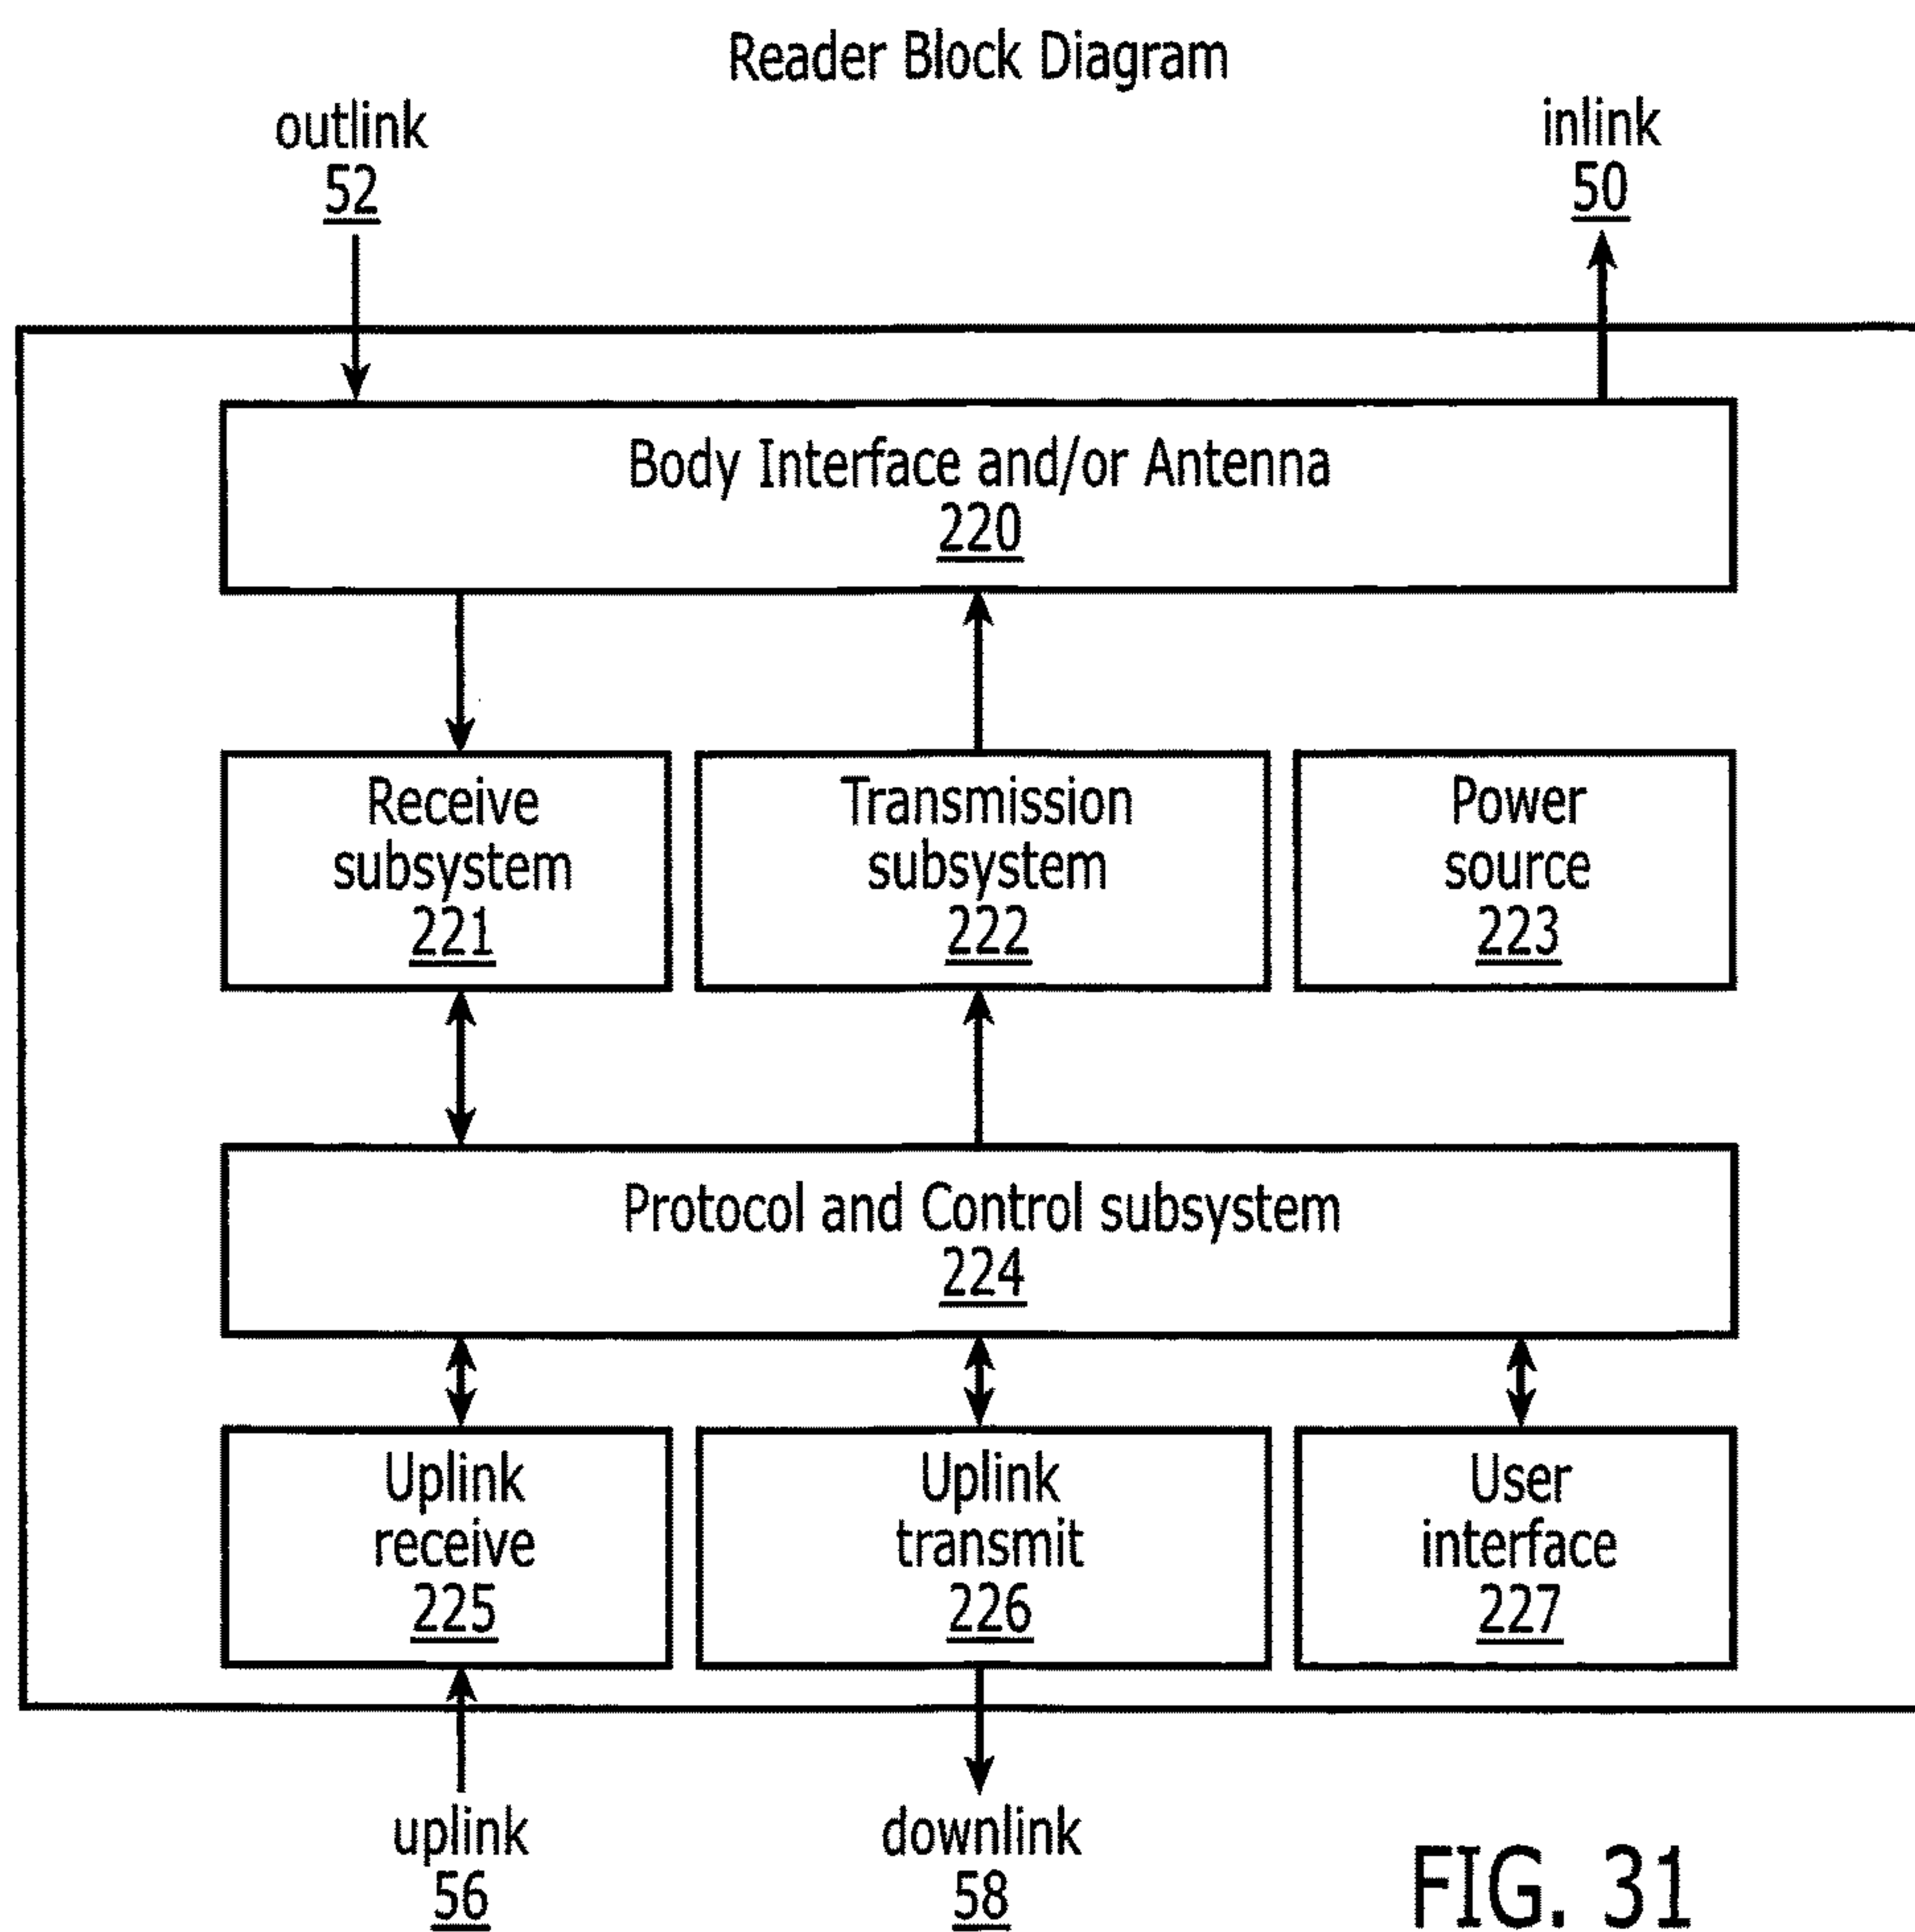 Reader Block Diagram
outlink
52
inlink
50
Body Interface and/or Antenna
220
Receive
subsystem
221
Transmission
subsystem
222
Power
source
223
Protocol and Control subsystem
224
Uplink
receive
225
Uplink
transmit
226
User
interface
227
uplink
56
downlink
58
FIG. 31